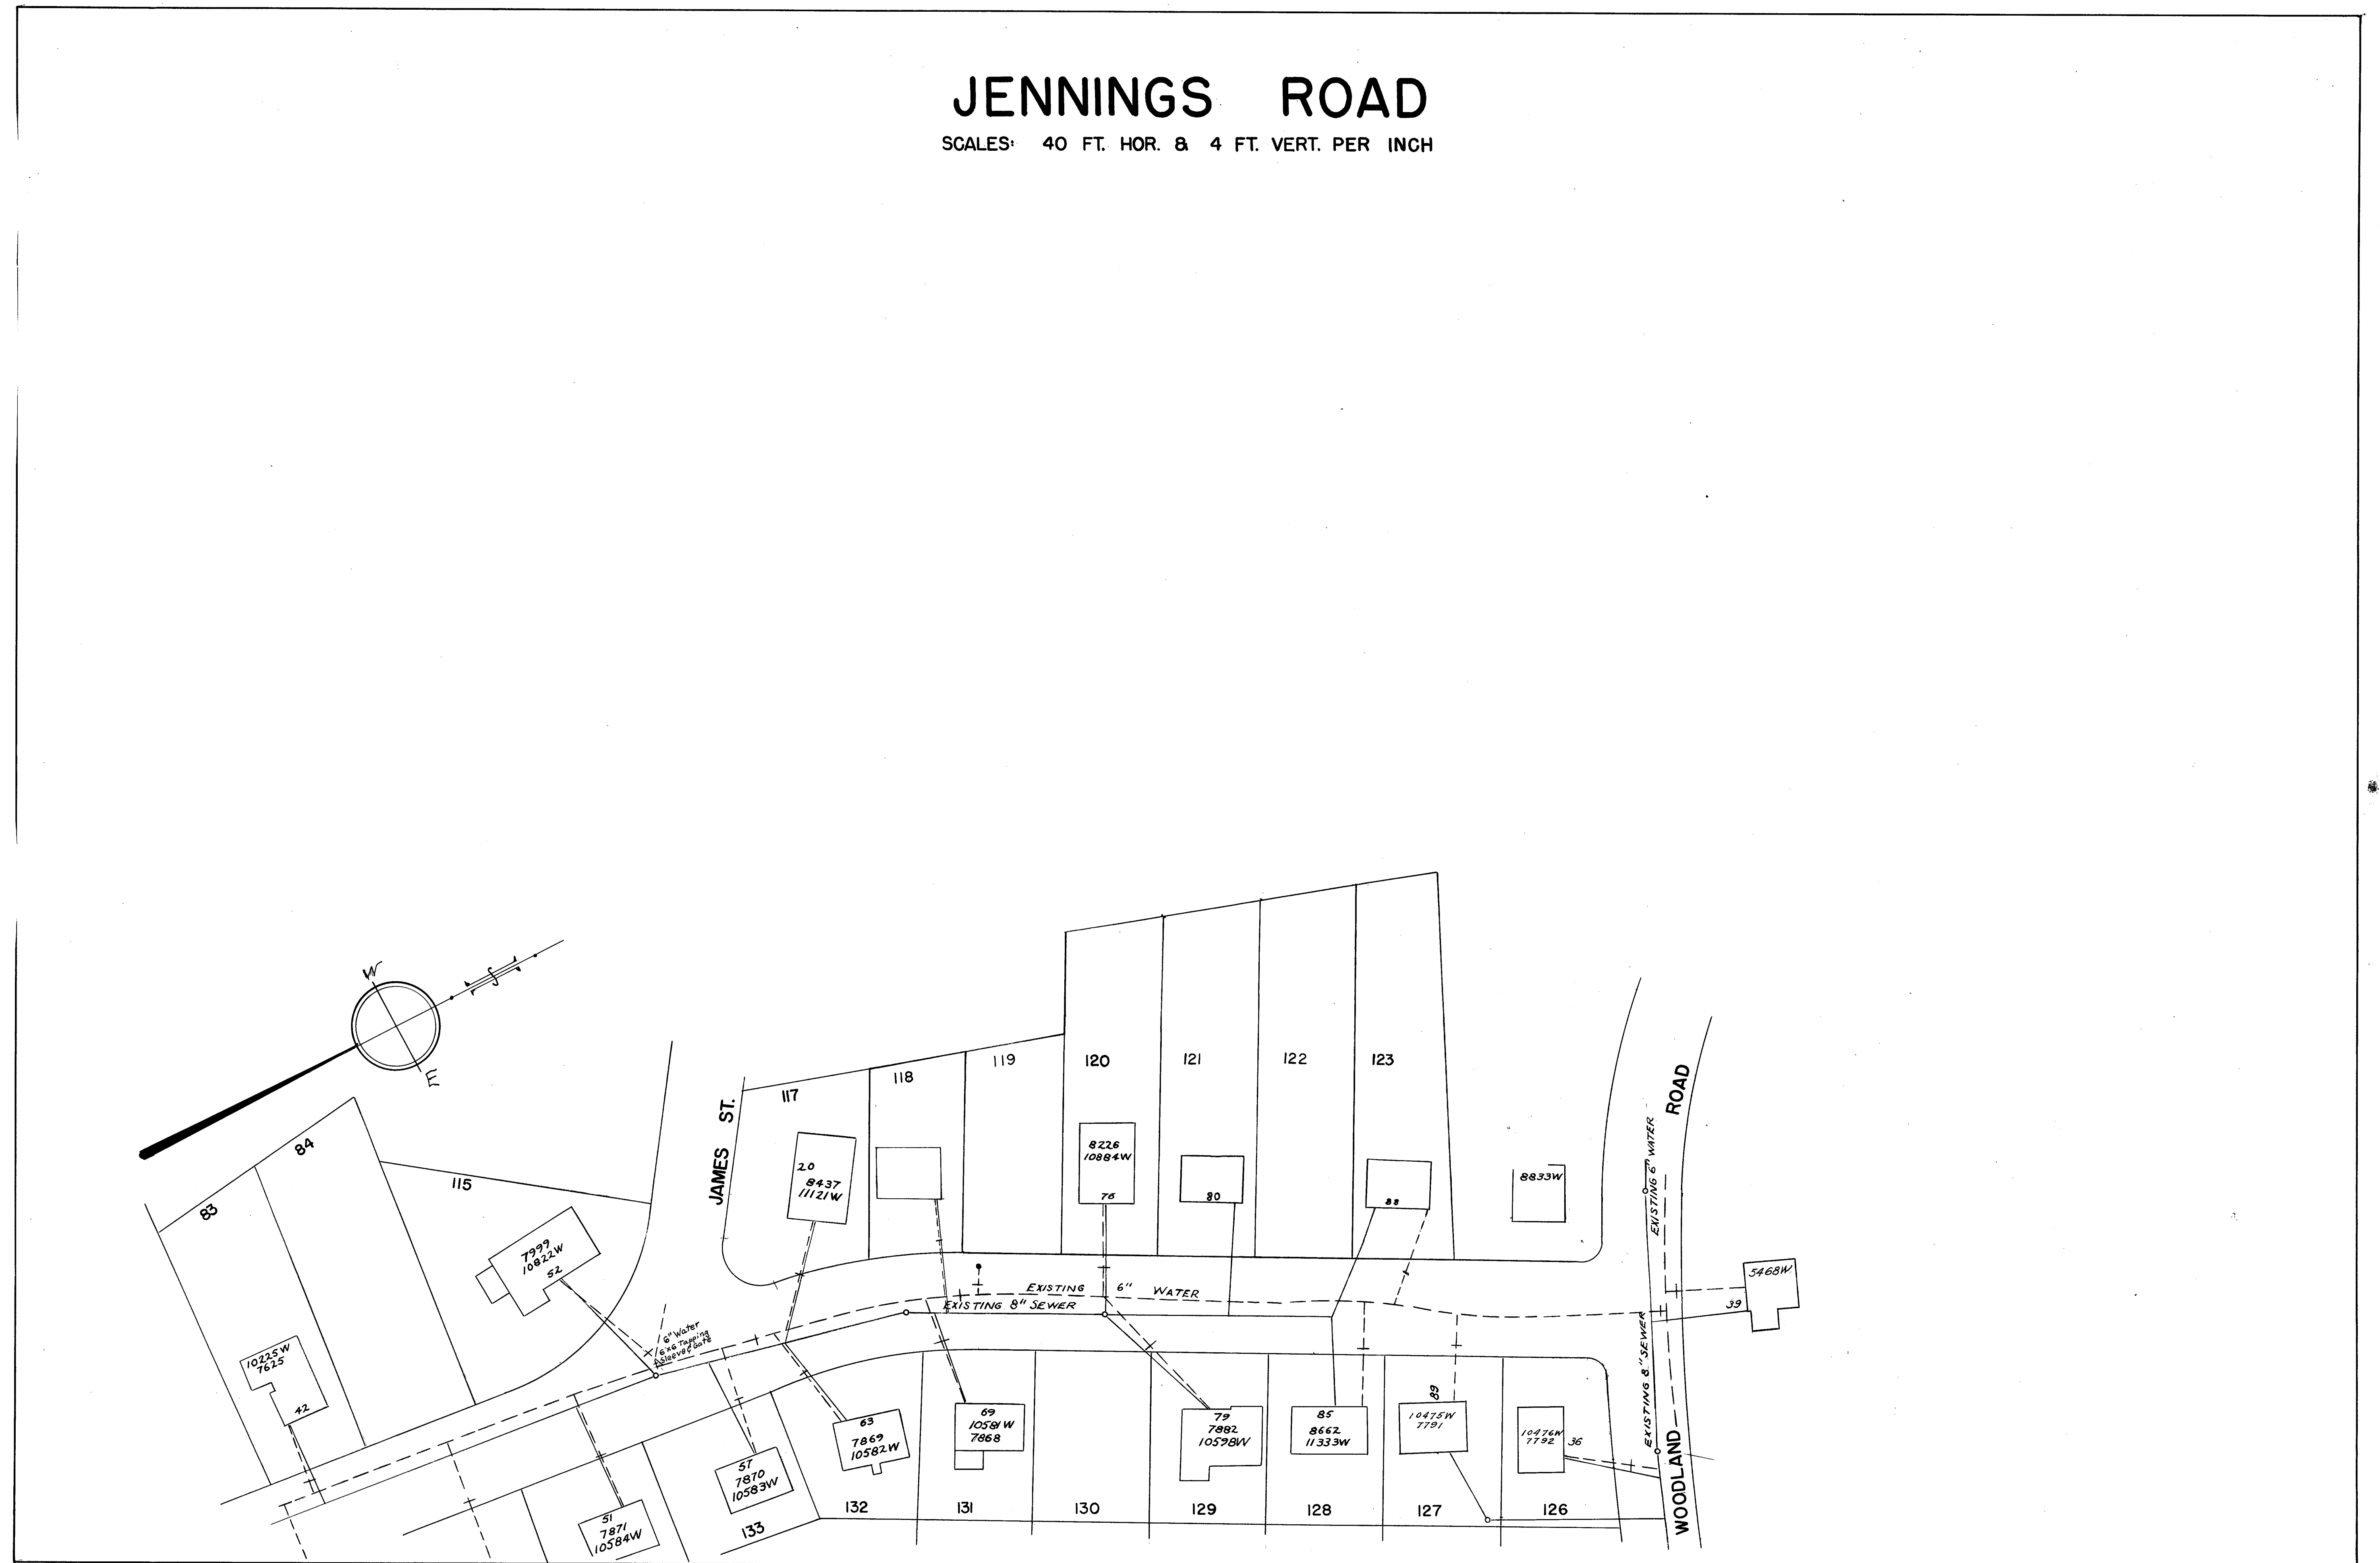 JENNINGS ROAD
SCALES: 40 FT. HOR. & 4 FT. VERT. PER INCH
W
E
83
84
115
7999
10822W
52
10225W
7625
42
JAMES ST.
117
118
119
120
121
122
123
20
8437
11121W
8226
10884W
76
80
88
8833W
EXISTING 6" WATER
EXISTING 8" SEWER
6" Water
6x6 Tapping
Sleeve & Gate
EXISTING 6" WATER
EXISTING 8" SEWER
WOODLAND ROAD
5468W
39
51
7871
10584W
57
7870
10583W
63
7869
10582W
69
10581W
7868
79
7882
10598W
85
8662
11333W
89
10475W
7791
10476W
7792
36
133
132
131
130
129
128
127
126